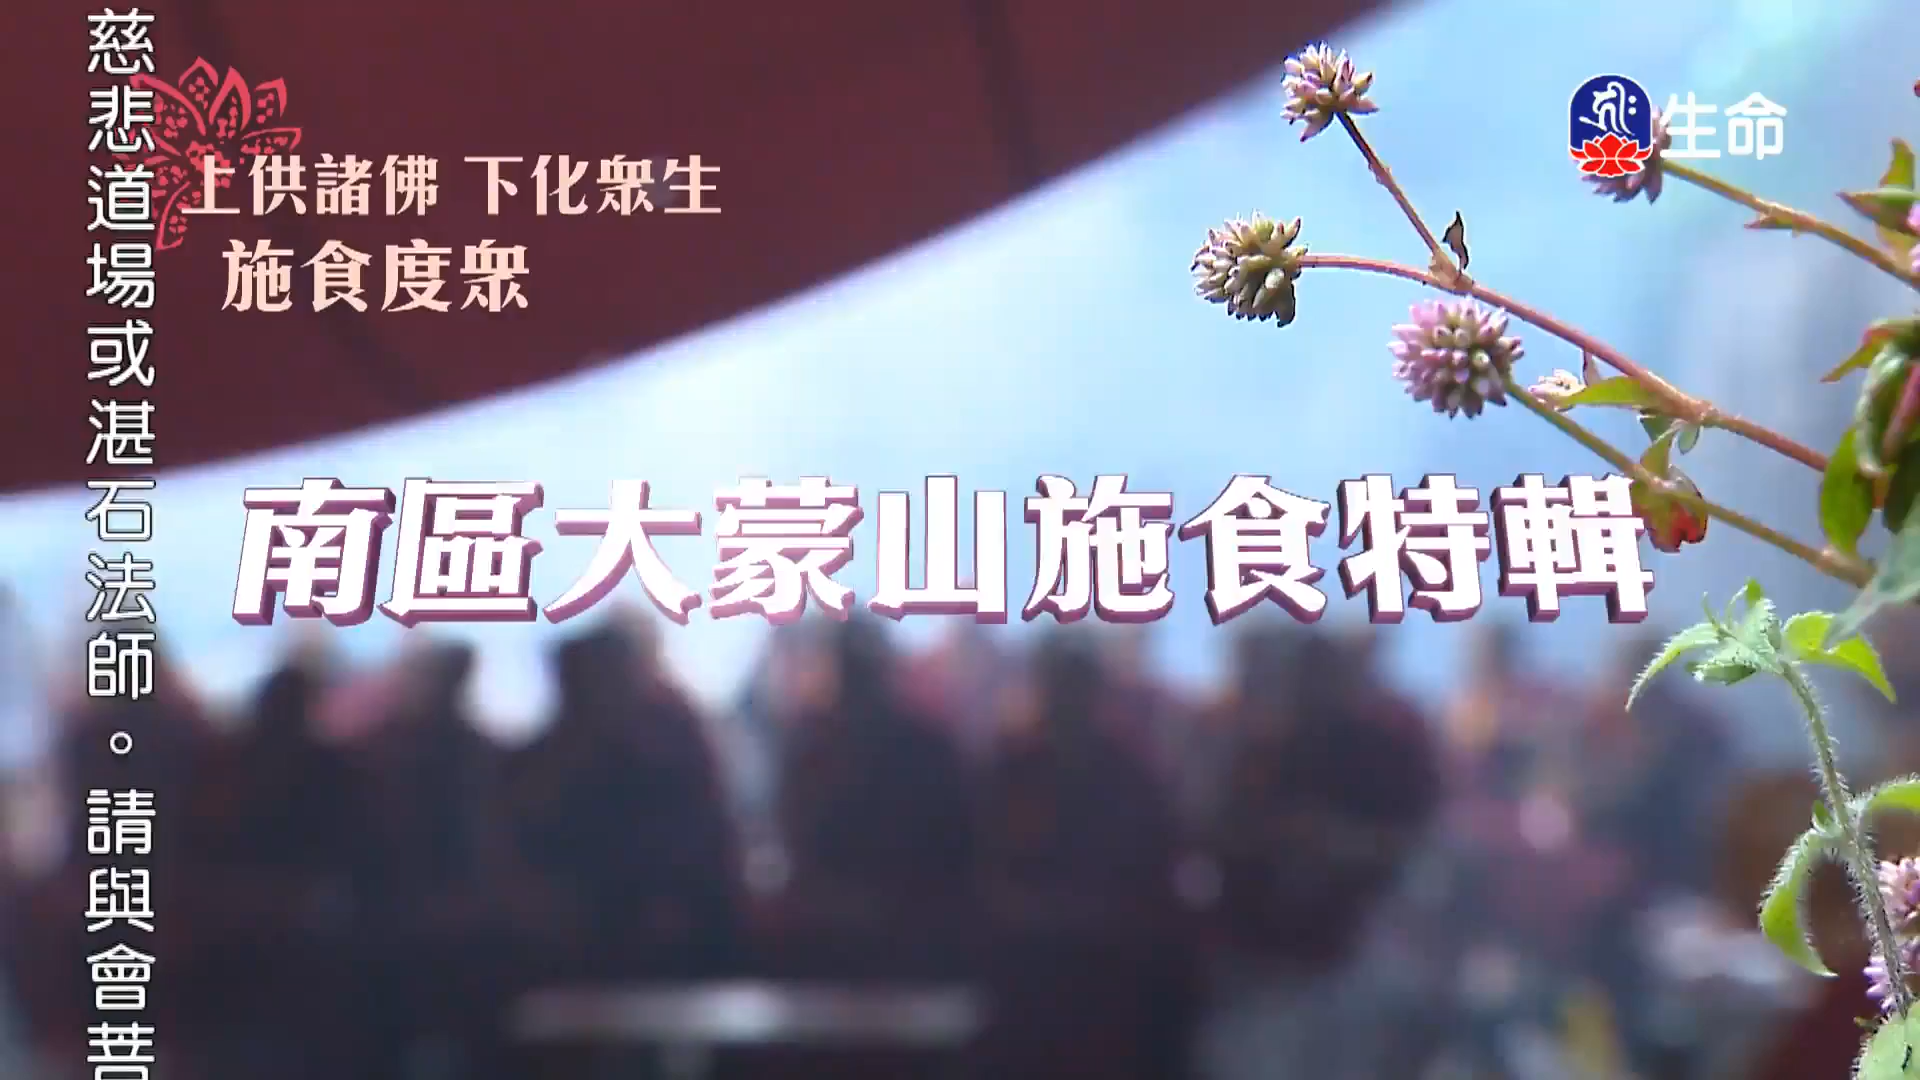 慈悲道場或湛石法師。請與會菩
上供諸佛 下化眾生
施食度眾
南區大蒙山施食特輯
生命